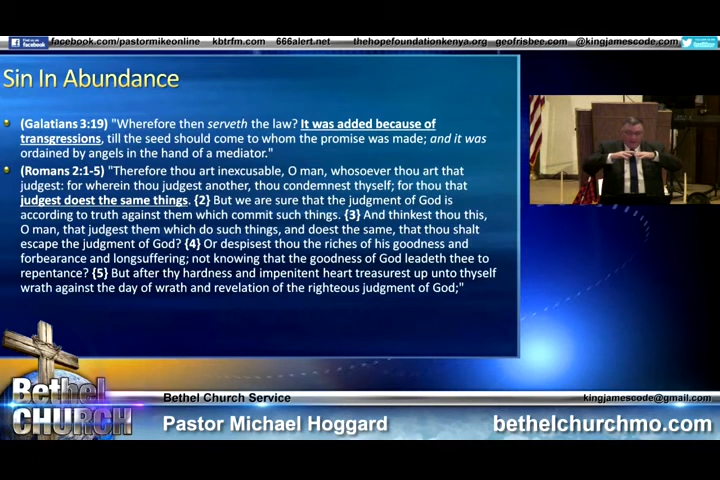 Find us on facebook facebook.com/pastormikeonline kbtrfm.com 666alert.net thehopefoundationkenya.org geofrisbee.com @kingjamescode.com
Sin In Abundance
(Galatians 3:19) "Wherefore then serveth the law? It was added because of
transgressions, till the seed should come to whom the promise was made; and it was
ordained by angels in the hand of a mediator."
(Romans 2:1-5) "Therefore thou art inexcusable, O man, whosoever thou art that
judgest: for wherein thou judgest another, thou condemnest thyself; for thou that
judgest doest the same things. {2} But we are sure that the judgment of God is
according to truth against them which commit such things. {3} And thinkest thou this,
O man, that judgest them which do such things, and doest the same, that thou shalt
escape the judgment of God? {4} Or despisest thou the riches of his goodness and
forbearance and longsuffering; not knowing that the goodness of God leadeth thee to
repentance? {5} But after thy hardness and impenitent heart treasurest up unto thyself
wrath against the day of wrath and revelation of the righteous judgment of God;"
Bethel
CHURCH
Bethel Church Service
kingjamescode@gmail.com
Pastor Michael Hoggard
bethelchurchmo.com